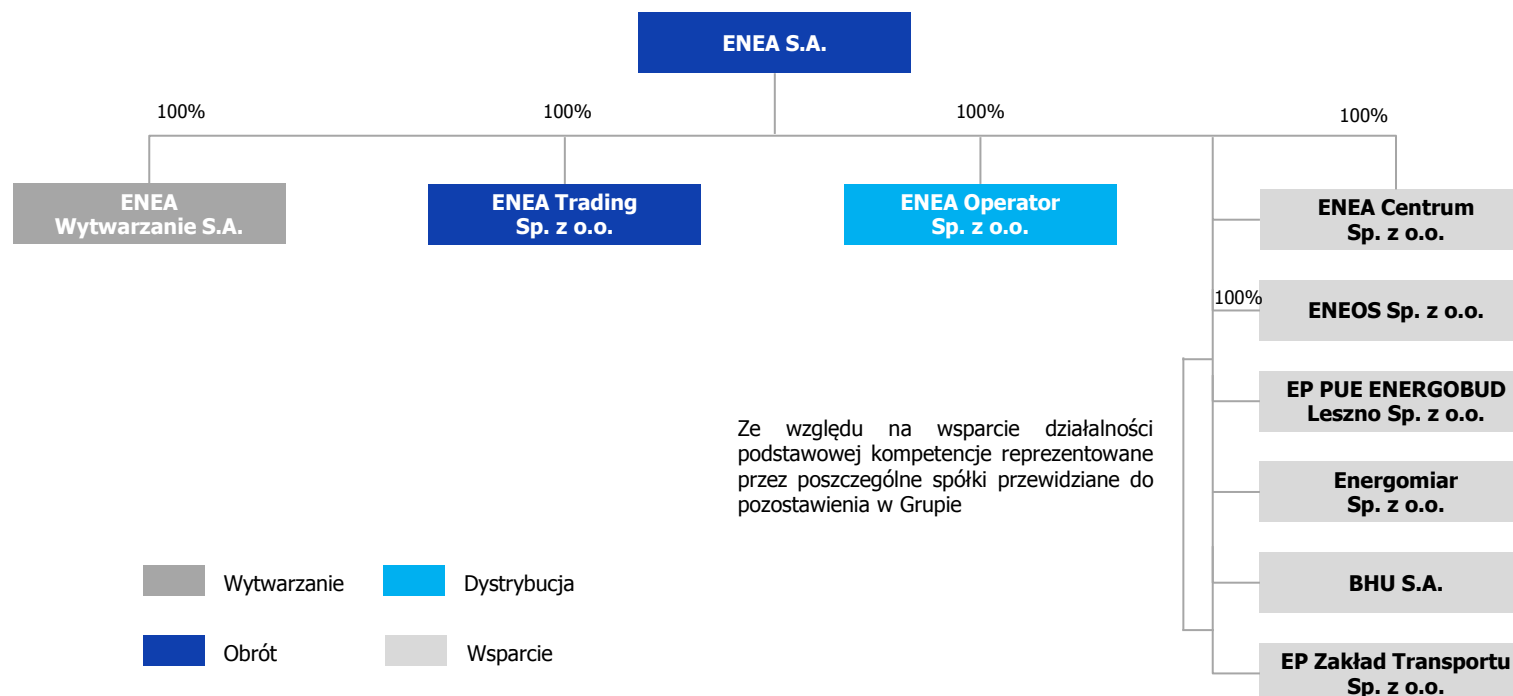 ENEA S.A.
100%
100%
100%
100%
ENEA
Wytwarzanie S.A.
ENEA Trading
Sp. z o.o.
ENEA Operator
Sp. z o.o.
ENEA Centrum
Sp. z o.o.
100%
ENEOS Sp. z o.o.
EP PUE ENERGOBUD
Leszno Sp. z o.o.
Ze względu na wsparcie działalności
podstawowej kompetencje reprezentowane
przez poszczególne spółki przewidziane do
pozostawienia w Grupie
Energomiar
Sp. z o.o.
BHU S.A.
EP Zakład Transportu
Sp. z o.o.
Wytwarzanie
Dystrybucja
Obrót
Wsparcie